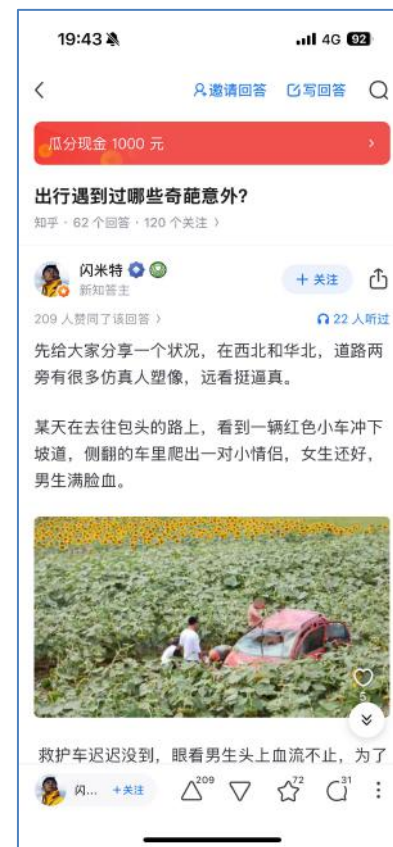 19:43
4G 92
邀请回答 写回答
瓜分现金 1000 元
出行遇到过哪些奇葩意外?
知乎 · 62 个回答 · 120 个关注
闪米特
新知答主
+ 关注
209 人赞同了该回答
22 人听过
先给大家分享一个状况，在西北和华北，道路两
旁有很多仿真人塑像，远看挺逼真。
某天在去往包头的路上，看到一辆红色小车冲下
坡道，侧翻的车里爬出一对小情侣，女生还好，
男生满脸血。
5
救护车迟迟没到，眼看男生头上血流不止，为了
闪... +关注 209 72 31